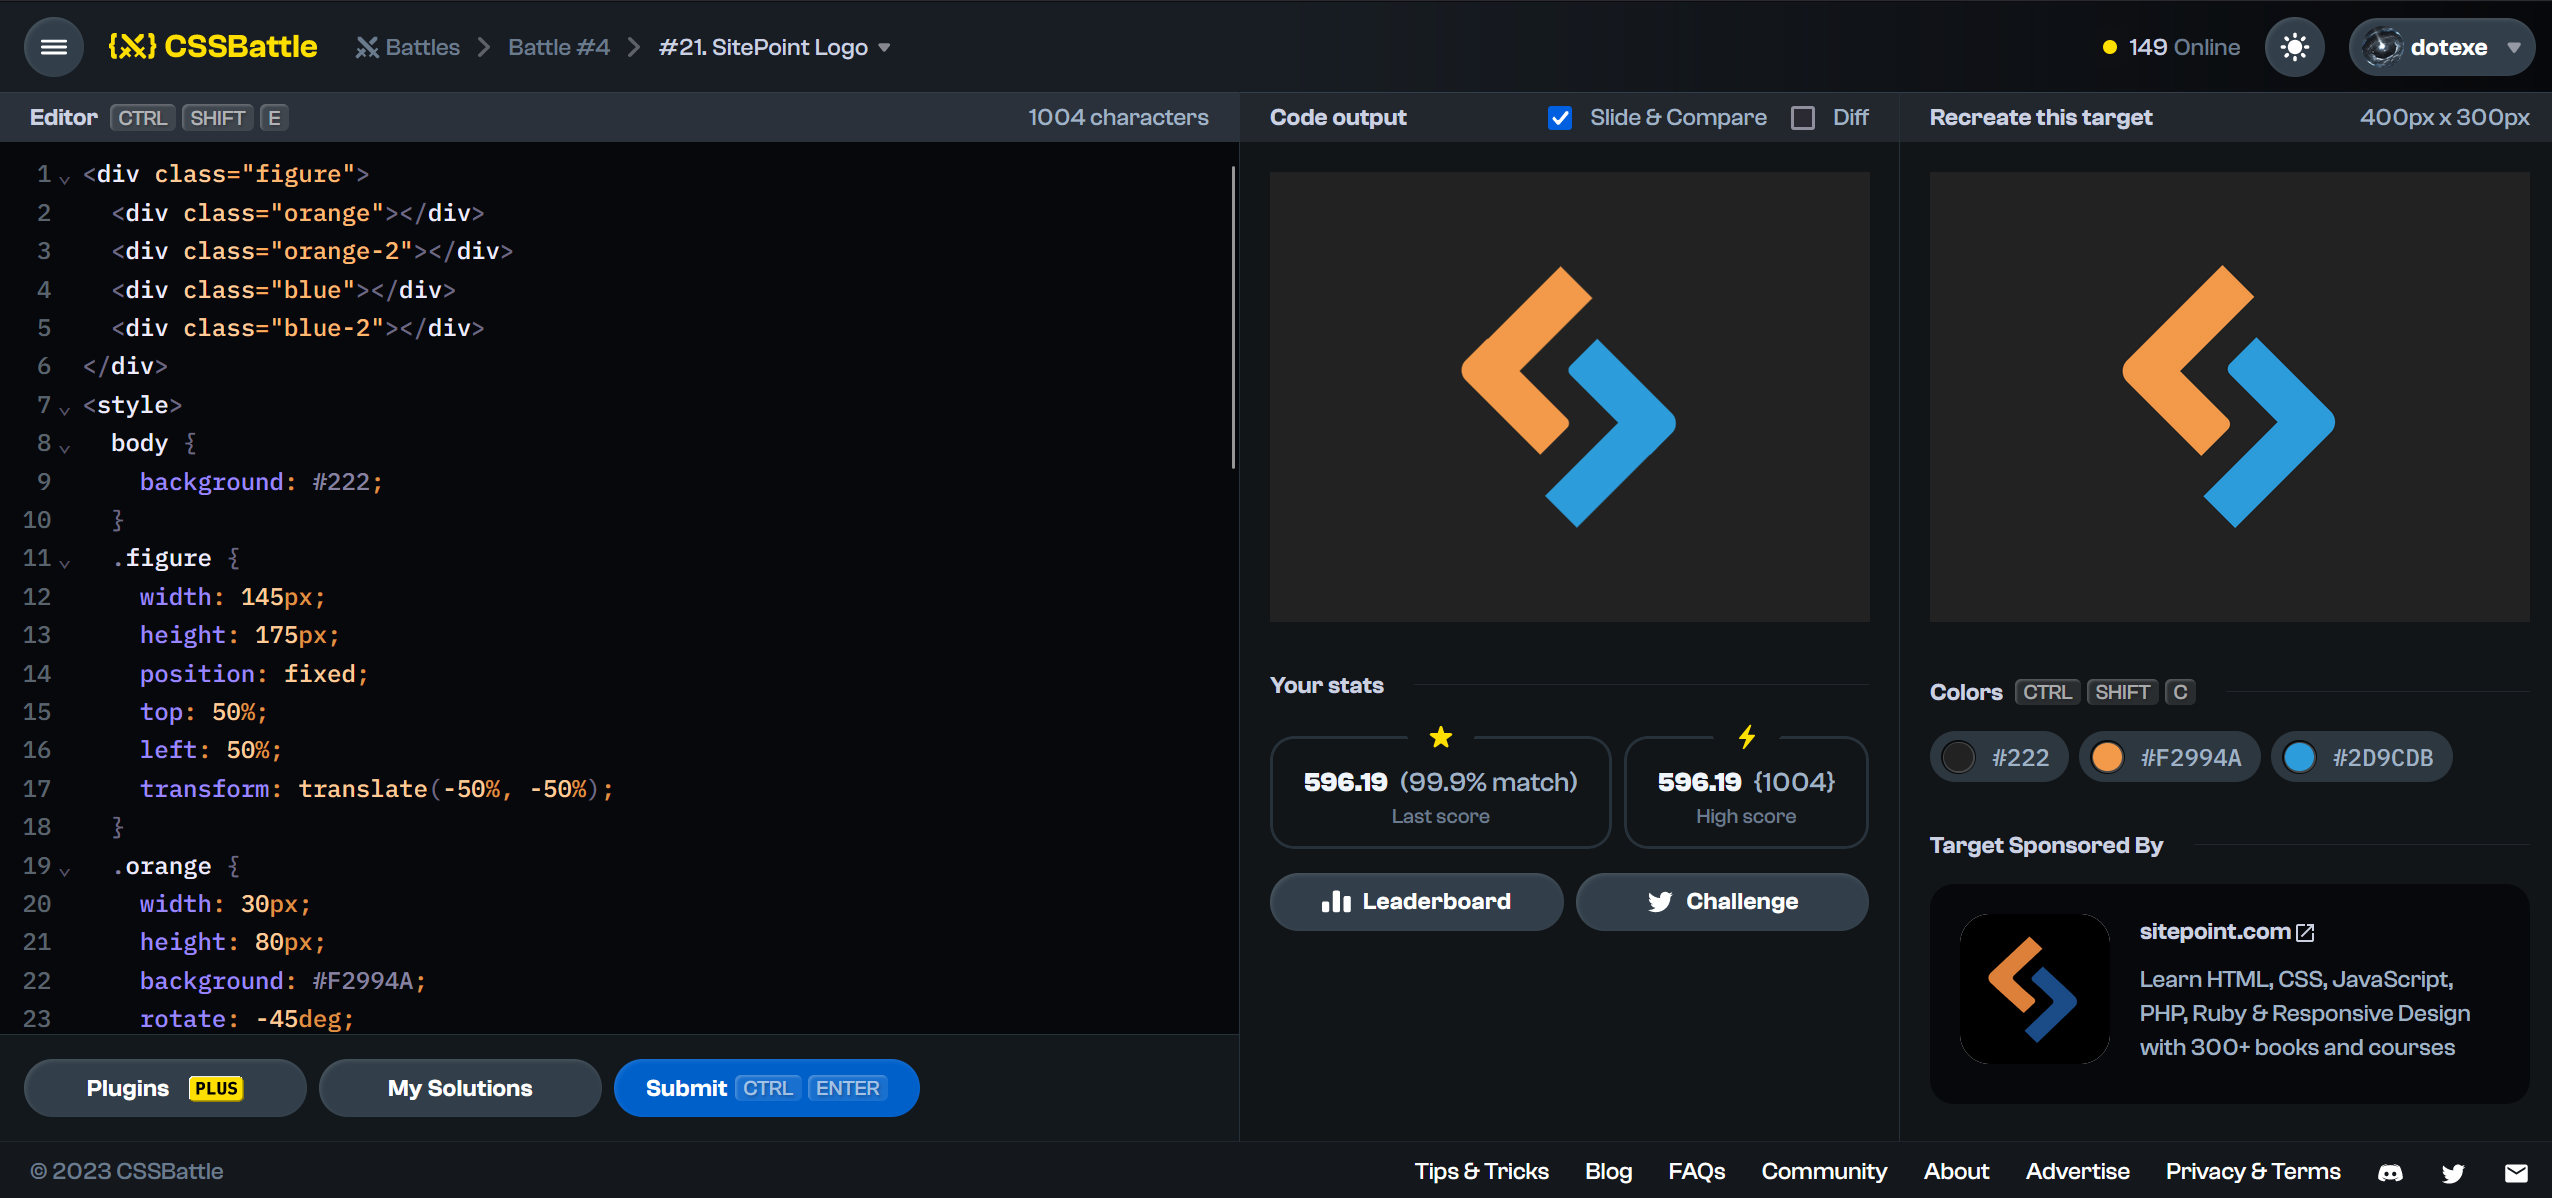 {X} CSSBattle
Battles
Battle #4
#21. SitePoint Logo
149 Online
dotexe
Editor CTRL SHIFT E
1004 characters
1 <div class="figure">
2 <div class="orange"></div>
3 <div class="orange-2"></div>
4 <div class="blue"></div>
5 <div class="blue-2"></div>
6 </div>
7 <style>
8 body {
9 background: #222;
10 }
11 .figure {
12 width: 145px;
13 height: 175px;
14 position: fixed;
15 top: 50%;
16 left: 50%;
17 transform: translate(-50%, -50%);
18 }
19 .orange {
20 width: 30px;
21 height: 80px;
22 background: #F2994A;
23 rotate: -45deg;
Plugins PLUS
My Solutions
Submit CTRL ENTER
Code output
Slide & Compare
Diff
Your stats
596.19 (99.9% match)
Last score
596.19 {1004}
High score
Leaderboard
Challenge
Recreate this target
400px x 300px
Colors CTRL SHIFT C
#222
#F2994A
#2D9CDB
Target Sponsored By
sitepoint.com
Learn HTML, CSS, JavaScript,
PHP, Ruby & Responsive Design
with 300+ books and courses
© 2023 CSSBattle
Tips & Tricks
Blog
FAQs
Community
About
Advertise
Privacy & Terms